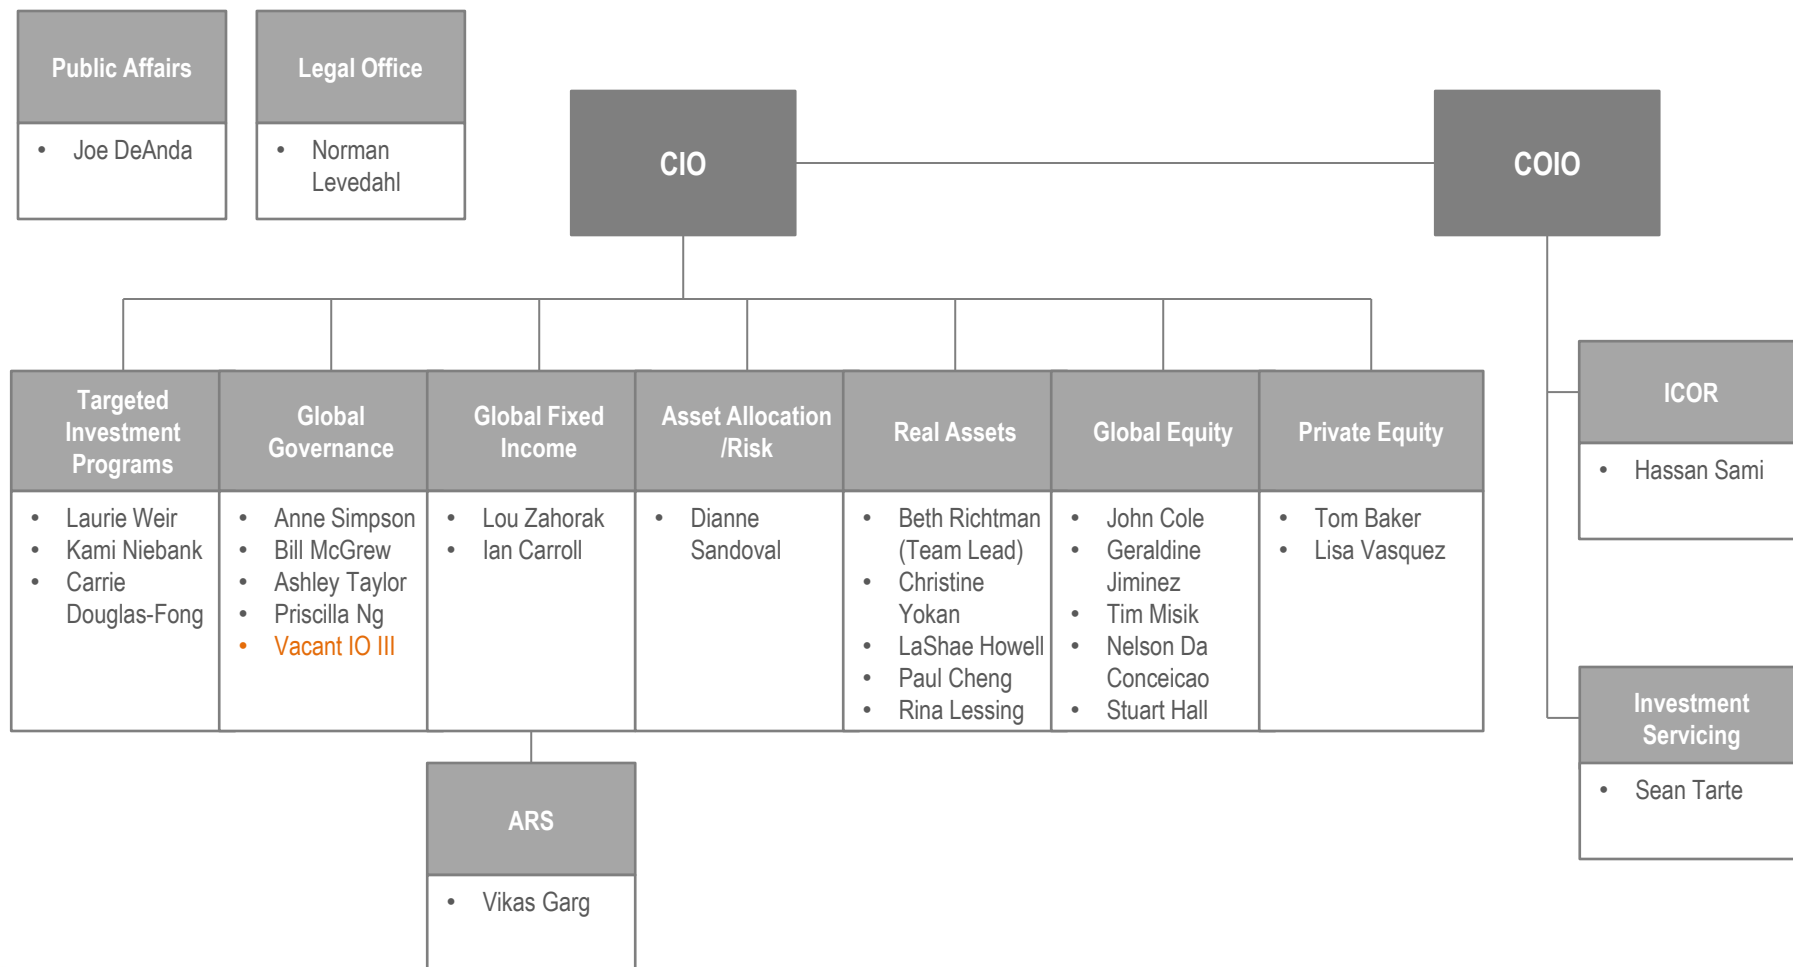 Public Affairs
• Joe DeAnda
Legal Office
• Norman
Levedahl
CIO
COIO
Targeted
Investment
Programs
• Laurie Weir
• Kami Niebank
• Carrie
Douglas-Fong
Global
Governance
• Anne Simpson
• Bill McGrew
• Ashley Taylor
• Priscilla Ng
• Vacant IO III
Global Fixed
Income
• Lou Zahorak
• Ian Carroll
Asset Allocation
/Risk
• Dianne
Sandoval
Real Assets
• Beth Richtman
(Team Lead)
• Christine
Yokan
• LaShae Howell
• Paul Cheng
• Rina Lessing
Global Equity
• John Cole
• Geraldine
Jiminez
• Tim Misik
• Nelson Da
Conceicao
• Stuart Hall
Private Equity
• Tom Baker
• Lisa Vasquez
ICOR
• Hassan Sami
Investment
Servicing
• Sean Tarte
ARS
• Vikas Garg